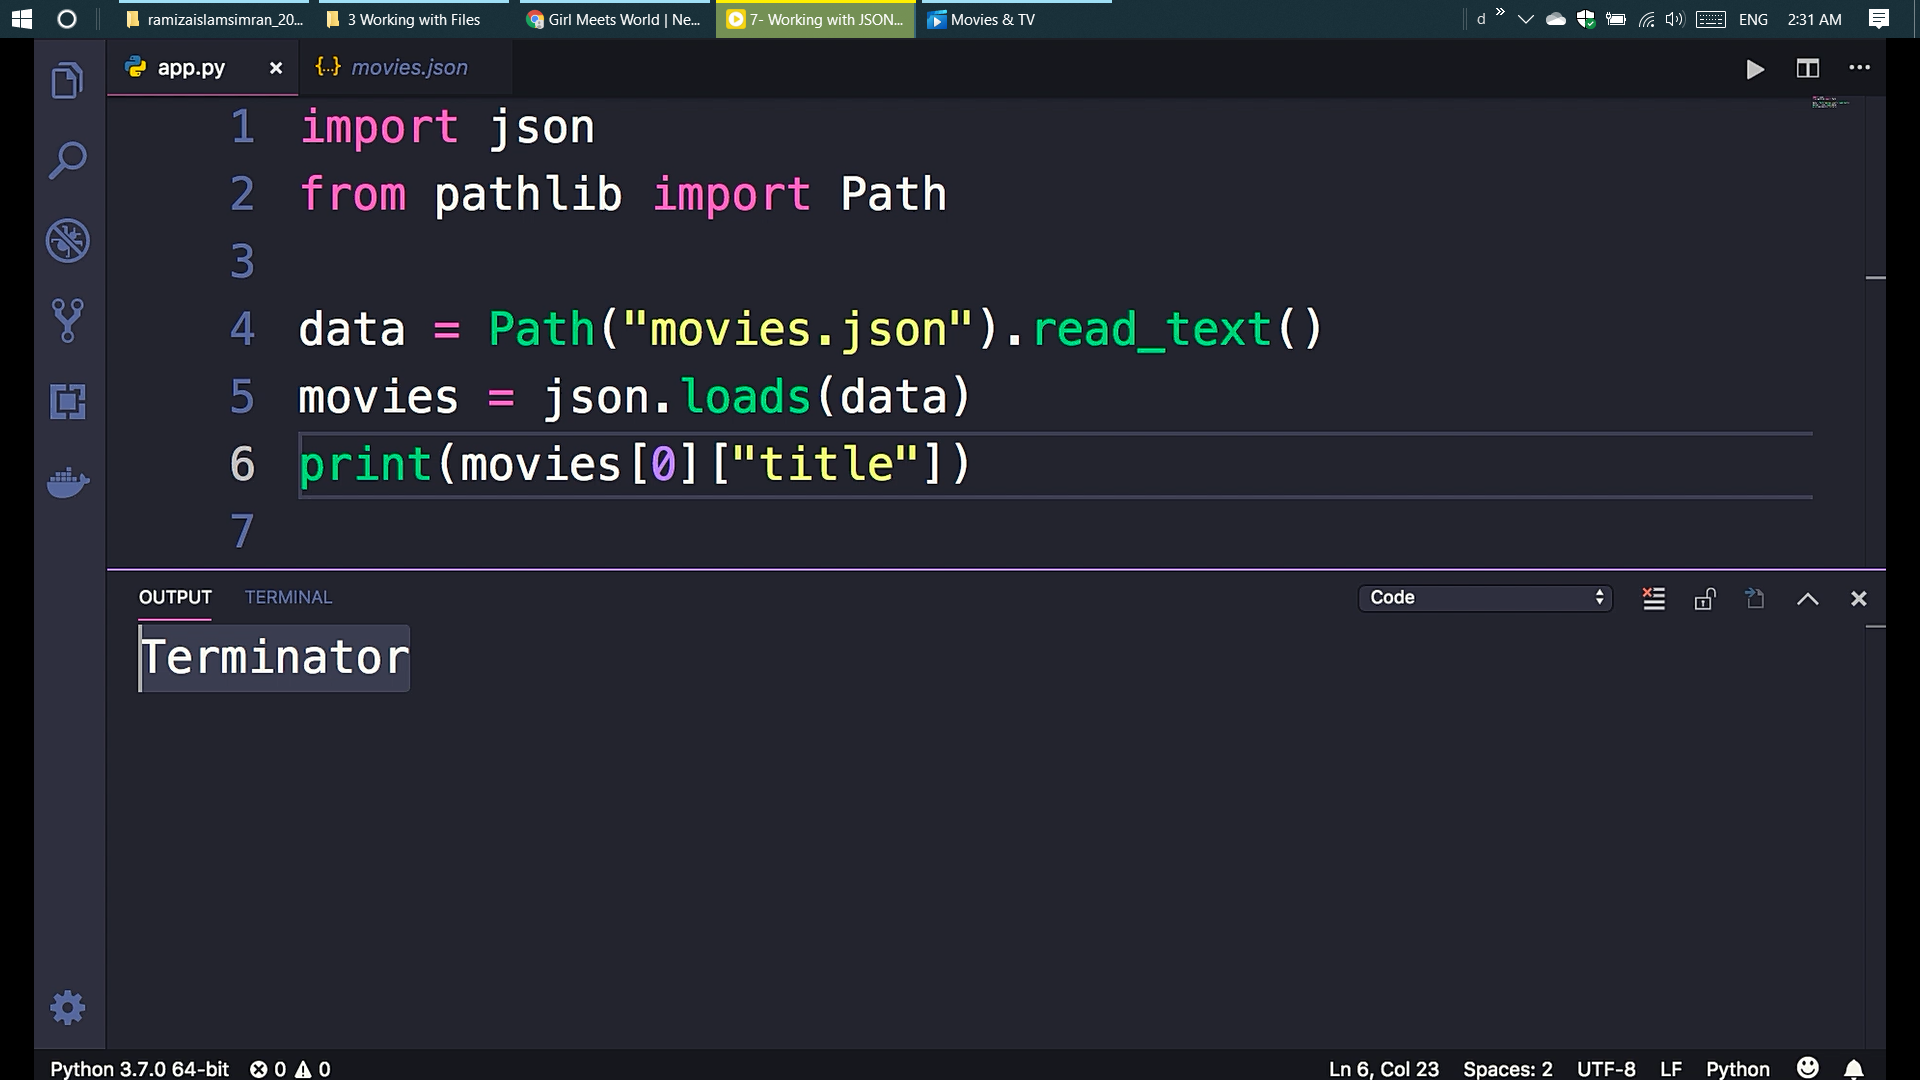 ramizaislamsimran_20...
3 Working with Files
Girl Meets World | Ne...
7- Working with JSON...
Movies & TV
d »
ENG
2:31 AM
app.py
{..} movies.json
1 import json
2 from pathlib import Path
3
4 data = Path("movies.json").read_text()
5 movies = json.loads(data)
6 print(movies[0]["title"])
7
OUTPUT
TERMINAL
Code
Terminator
Python 3.7.0 64-bit
0
0
Ln 6, Col 23
Spaces: 2
UTF-8
LF
Python